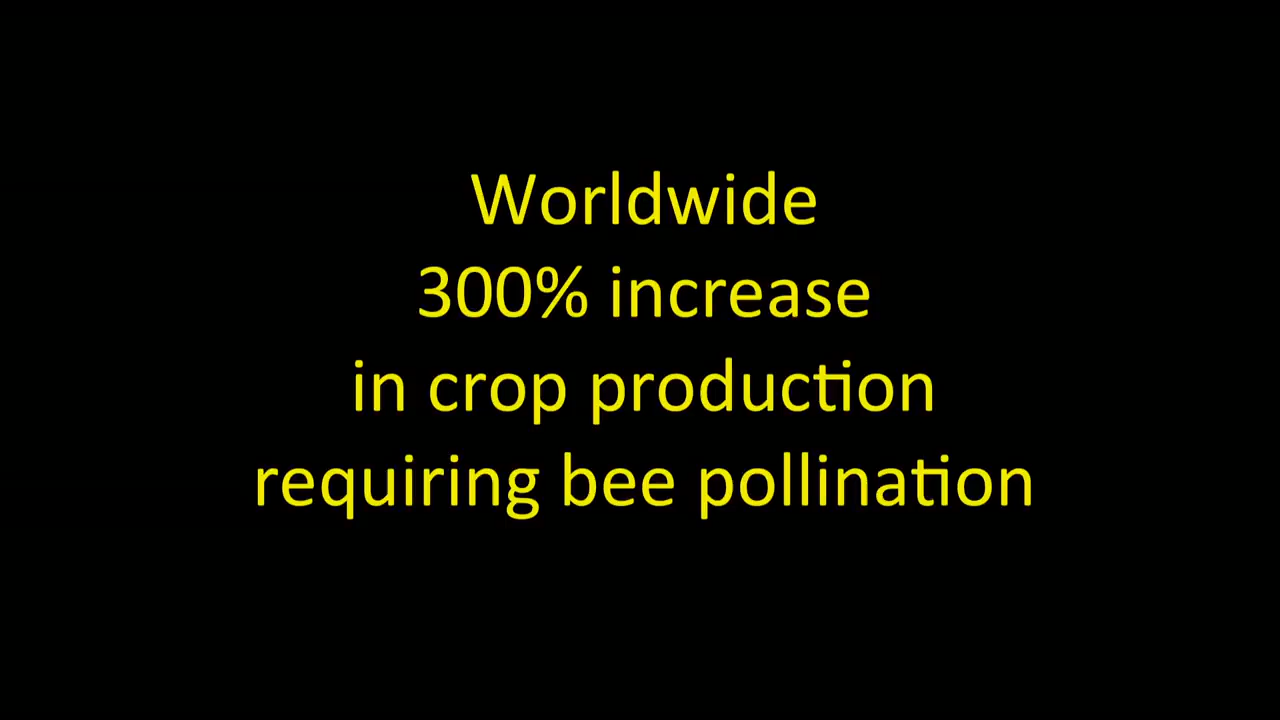 Worldwide
300% increase
in crop production
requiring bee pollination